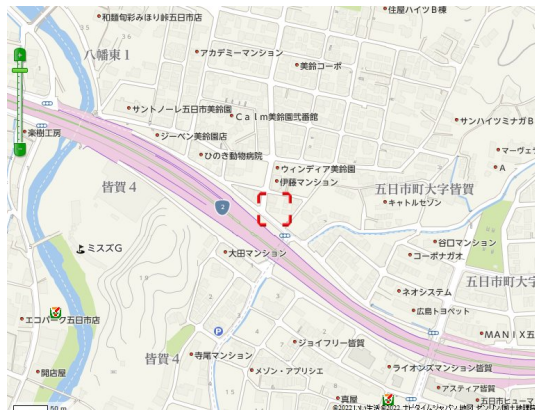 住屋ハイツB棟
和麺旬彩みほり峠五日市店
八幡東1
アカデミーマンション
美鈴コーポ
サントノーレ五日市美鈴園
Calm美鈴園弐番館
サンハイツミナガB
楽樹工房
ジーベン美鈴園店
ひのき動物病院
マーヴェラ
ウィンディア美鈴園
A
伊藤マンション
皆賀4
五日市町大字皆賀
キャトルセゾン
2
ミスズG
大田マンション
谷口マンション
コーポナガオ
五日市町大字
ネオシステム
エコパーク五日市店
広島トヨペット
P
ジョイフリー皆賀
MANIX五
皆賀4
寺尾マンション
ライオンズマンション皆賀
開店屋
メゾン・アプリシェ
アスティア皆賀
真屋
五日市ヒューマ
50 m